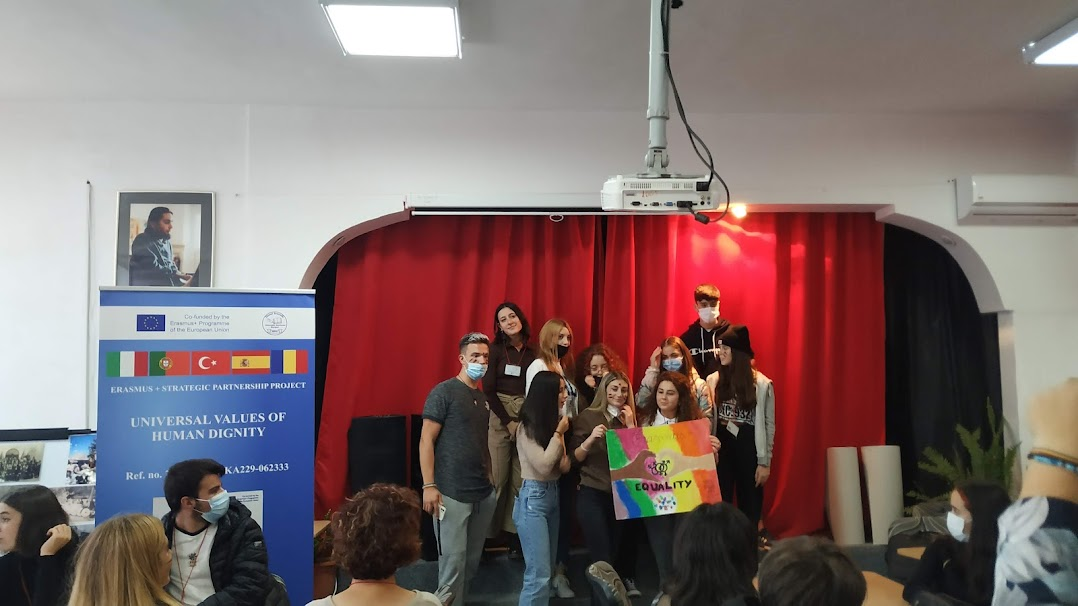 Co-funded by the
Erasmus+ Programme
of the European Union
ERASMUS + STRATEGIC PARTNERSHIP PROJECT
UNIVERSAL VALUES OF
HUMAN DIGNITY
Ref. no. KA229-062333
EQUALITY